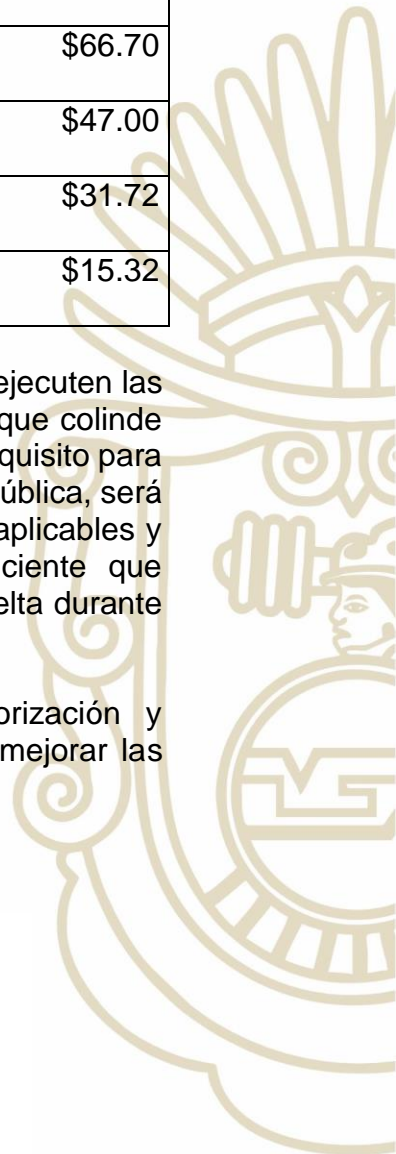 $66.70
$47.00
$31.72
$15.32
ejecuten las
que colinde
quisito para
ública, será
aplicables y
ciente que
elta durante
orización y
mejorar las